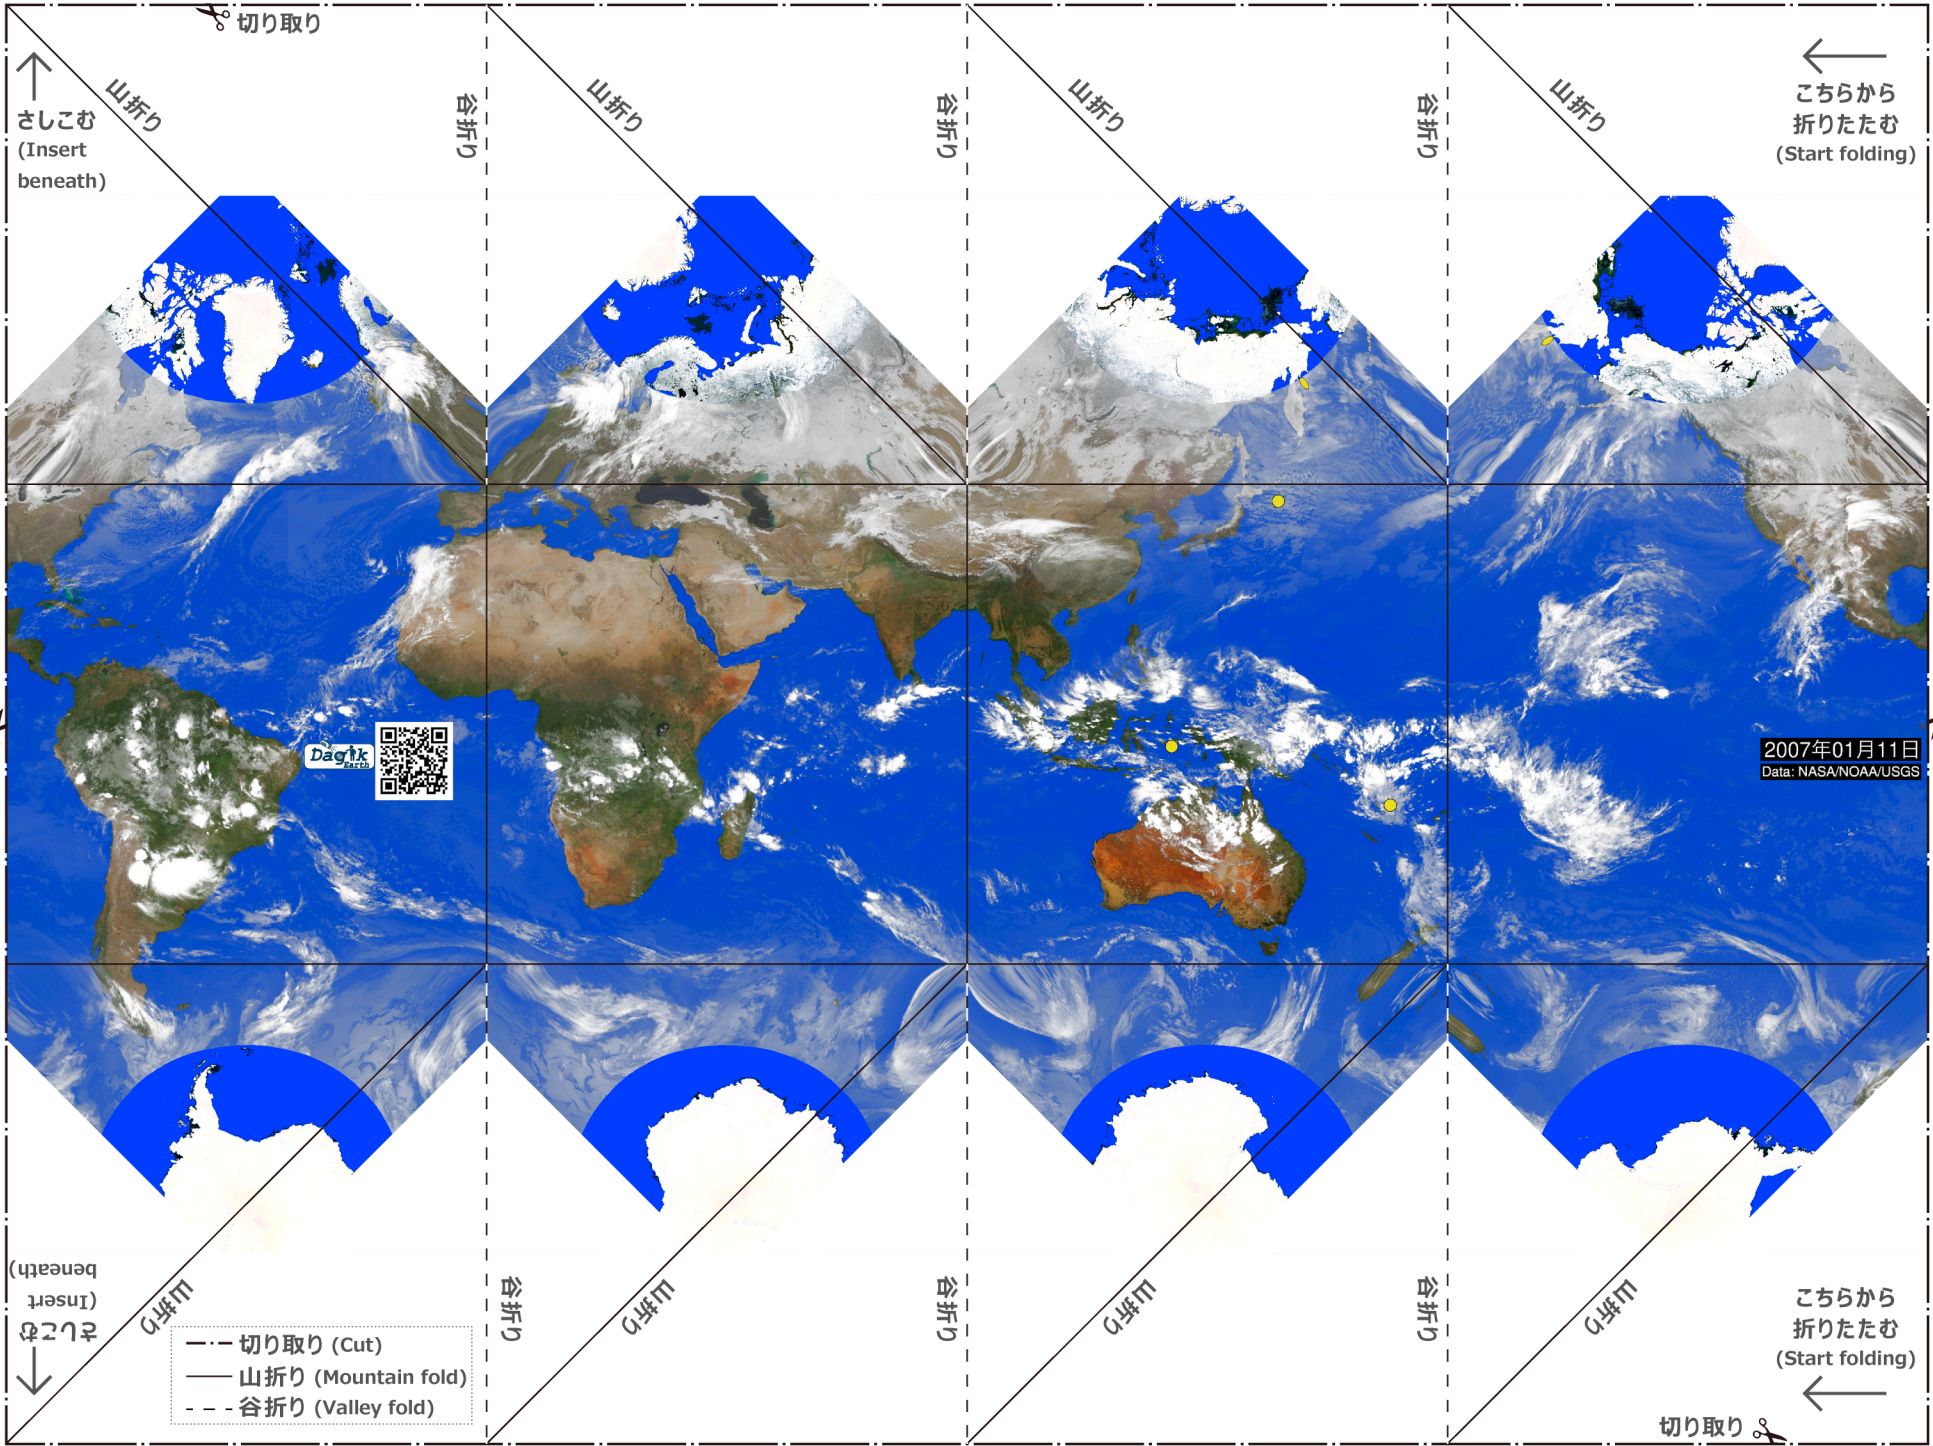 切り取り
山折り
谷折り
山折り
谷折り
山折り
谷折り
山折り
さしこむ
(Insert
beneath)
こちらから
折りたたむ
(Start folding)
Dagik
Earth
2007年01月11日
Data: NASA/NOAA/USGS
さしこむ
(Insert
beneath)
山折り
谷折り
山折り
谷折り
山折り
谷折り
山折り
こちらから
折りたたむ
(Start folding)
切り取り (Cut)
山折り (Mountain fold)
谷折り (Valley fold)
切り取り